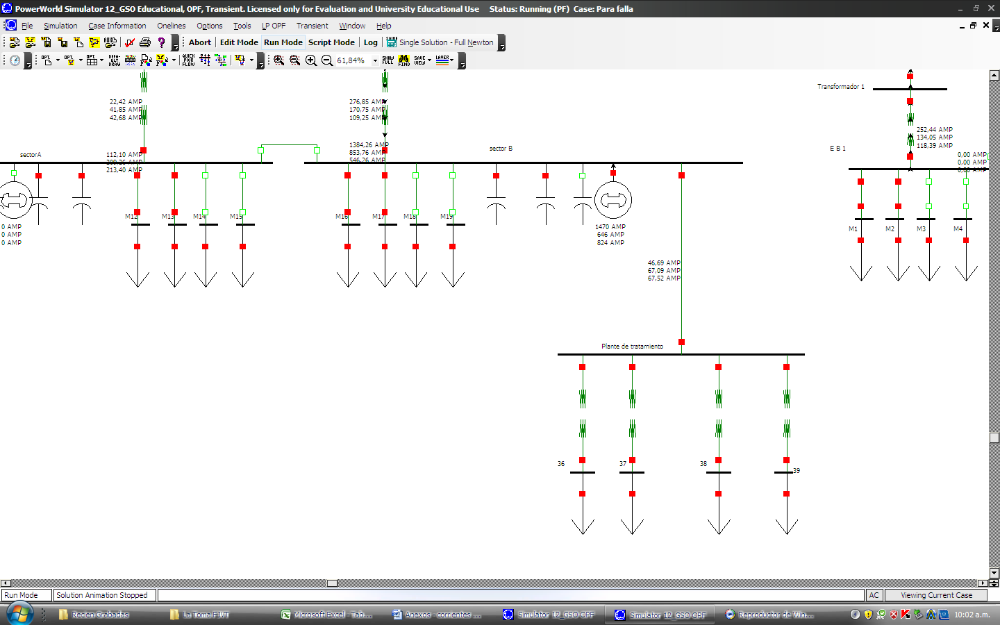 PowerWorld Simulator 12_GSO Educational, OPF, Transient. Licensed only for Evaluation and University Educational Use Status: Running (PF) Case: Para falla
File Simulation Case Information Onelines Options Tools LP OPF Transient Window Help
Abort Edit Mode Run Mode Script Mode Log Single Solution - Full Newton
61,84%
Transformador 1
22,42 AMP
41,85 AMP
42,68 AMP
276,85 AMP
170,75 AMP
109,25 AMP
252,44 AMP
134,05 AMP
118,39 AMP
sectorA
112,10 AMP
213,40 AMP
1384,26 AMP
853,76 AMP
546,26 AMP
sector B
E B 1
0,00 AMP
0,00 AMP
0,00 AMP
M12 M13 M14 M15 M16 M17 M18 M19
0 AMP
0 AMP
0 AMP
1470 AMP
646 AMP
824 AMP
M1 M2 M3 M4
46,69 AMP
67,09 AMP
67,52 AMP
Plante de tratamiento
36 37 38 39
Run Mode Solution Animation Stopped AC Viewing Current Case
Recien Grabadas La Toma FJVT Microsoft Excel - Tab... Anexos - corrientes ... Simulator 12_GSO OPF Simulator 12_GSO OPF Reproductor de Win... 10:02 a.m.